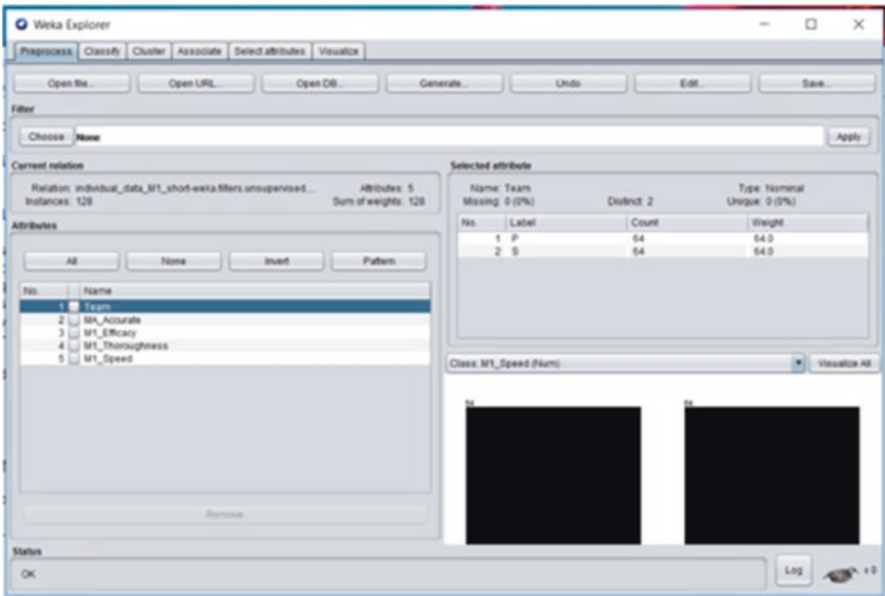 Weka Explorer
Preprocess Classify Cluster Associate Select attributes Visualize
Open file... Open URL... Open DB... Generate... Undo Edit... Save...
Filter
Choose None Apply
Current relation
Relation: individual_data_M1_short-weka.filters.unsupervised... Attributes: 5
Instances: 128 Sum of weights: 128
Attributes
All None Invert Pattern
No. Name
1 Team
2 MA_Accurate
3 M1_Efficacy
4 M1_Thoroughness
5 M1_Speed
Remove
Selected attribute
Name: Team Type: Nominal
Missing: 0 (0%) Distinct: 2 Unique: 0 (0%)
No. Label Count Weight
1 P 64 64.0
2 S 64 64.0
Class: M1_Speed (Num) Visualize All
64 64
Status
OK Log x 0